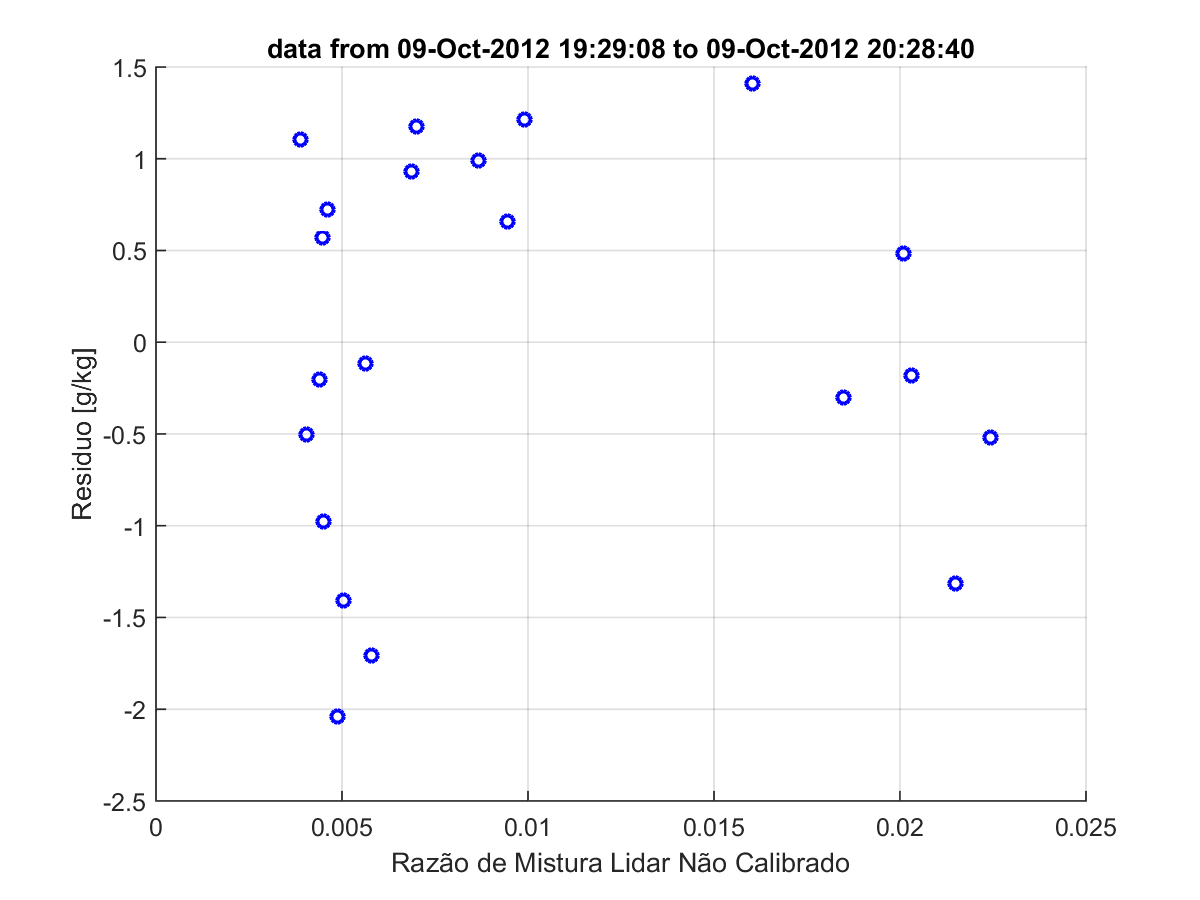 data from 09-Oct-2012 19:29:08 to 09-Oct-2012 20:28:40
1.5
1
0.5
0
-0.5
-1
-1.5
-2
-2.5
Residuo [g/kg]
0 0.005 0.01 0.015 0.02 0.025
Razão de Mistura Lidar Não Calibrado